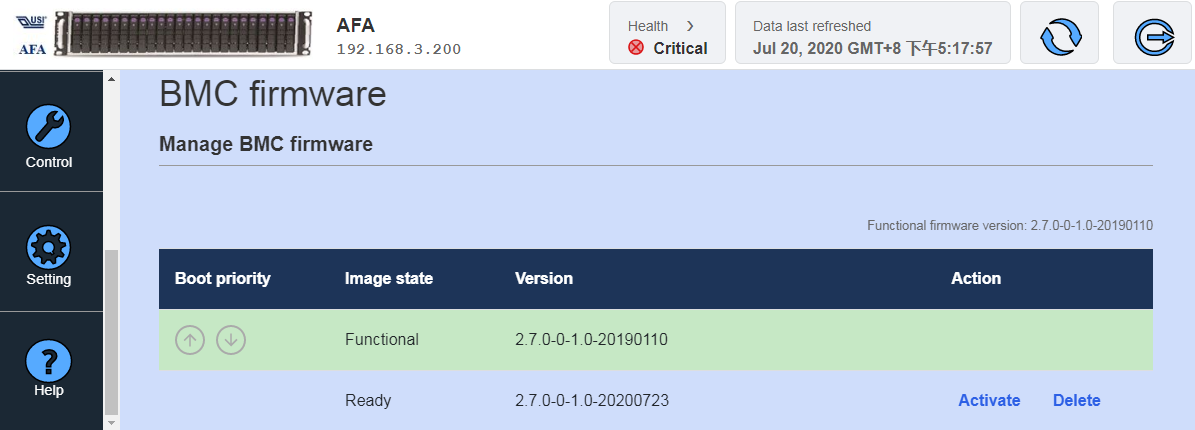 USI
AFA
AFA
192.168.3.200
Health
Critical
Data last refreshed
Jul 20, 2020 GMT+8 下午5:17:57
Control
Setting
Help
BMC firmware
Manage BMC firmware
Functional firmware version: 2.7.0-0-1.0-20190110
Boot priority Image state Version Action
Functional 2.7.0-0-1.0-20190110
Ready 2.7.0-0-1.0-20200723 Activate Delete